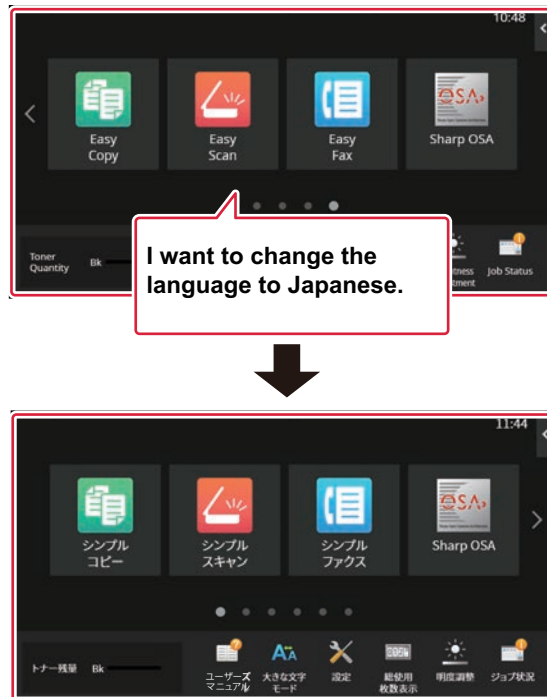 10:48
Easy
Copy
Easy
Scan
Easy
Fax
OSA
Sharp OSA
I want to change the
language to Japanese.
Toner
Quantity
Bk
Job Status
11:44
シンプル
コピー
シンプル
スキャン
シンプル
ファクス
OSA
Sharp OSA
トナー残量
Bk
ユーザーズ
マニュアル
大きな文字
モード
設定
総使用
枚数表示
明度調整
ジョブ状況